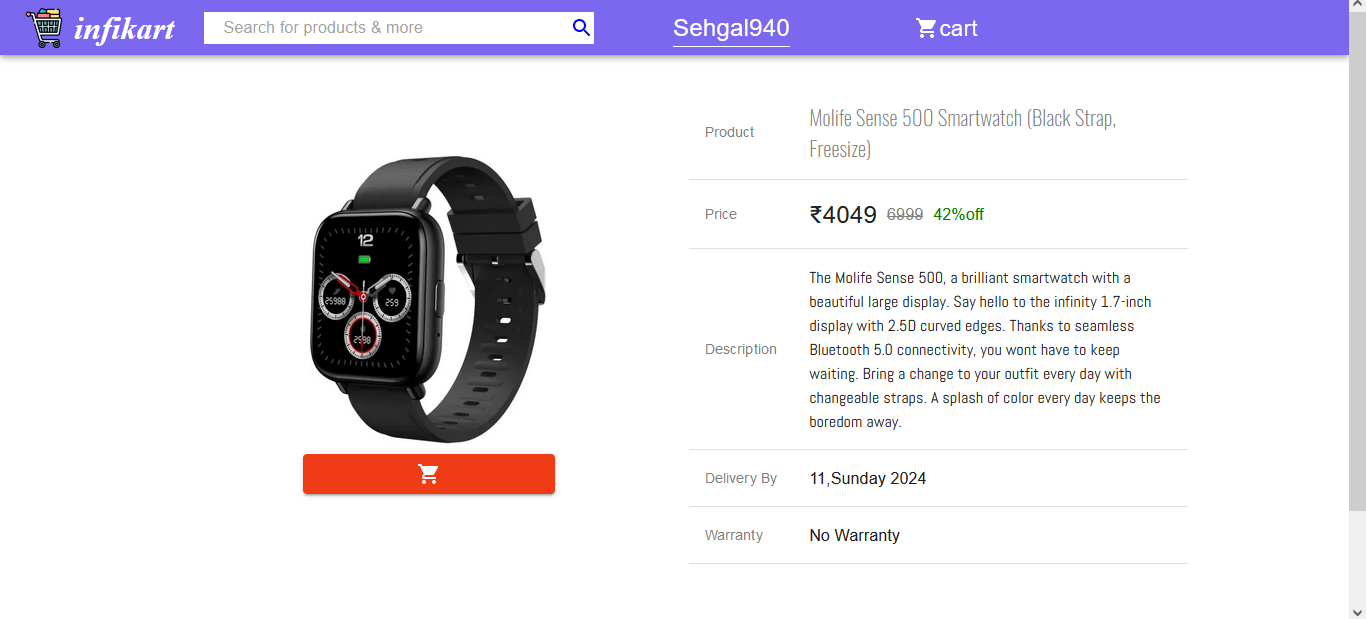 infikart
Search for products & more
Sehgal940
cart
Product
Molife Sense 500 Smartwatch (Black Strap,
Freesize)
Price
₹4049 6999 42%off
12
25988
259
2598
Description
The Molife Sense 500, a brilliant smartwatch with a
beautiful large display. Say hello to the infinity 1.7-inch
display with 2.5D curved edges. Thanks to seamless
Bluetooth 5.0 connectivity, you wont have to keep
waiting. Bring a change to your outfit every day with
changeable straps. A splash of color every day keeps the
boredom away.
Delivery By
11,Sunday 2024
Warranty
No Warranty